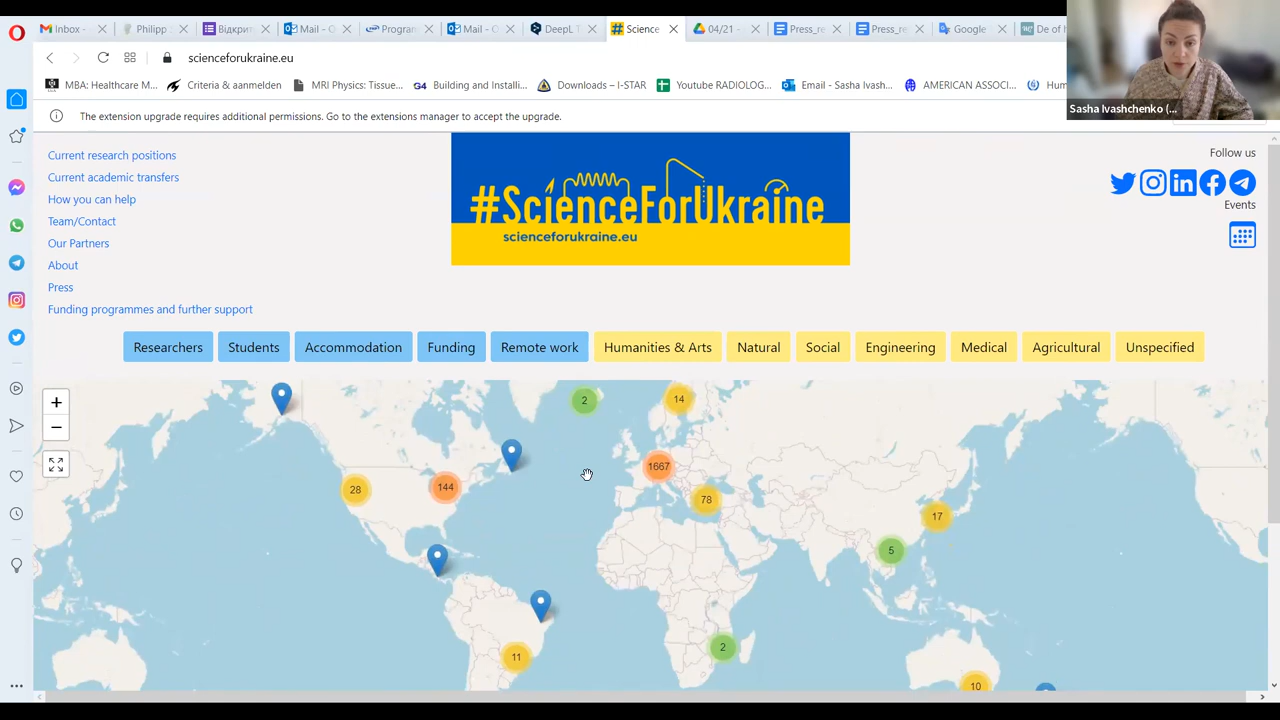 Inbox -
Philipp
Відкри
Mail - C
Program
Mail - C
DeepL T
Science
04/21 -
Press_re
Press_re
Google
De of I
scienceforukraine.eu
MBA: Healthcare M...
Criteria & anmelden
MRI Physics: Tissue...
G4
Building and Installi...
Downloads – I-STAR
Youtube RADIOLOG...
Email - Sasha Ivash...
AMERICAN ASSOCI...
Hum
Sasha Ivashchenko (...
The extension upgrade requires additional permissions. Go to the extensions manager to accept the upgrade.
Current research positions
Current academic transfers
How you can help
Team/Contact
Our Partners
About
Press
Funding programmes and further support
#ScienceForUkraine
scienceforukraine.eu
Follow us
Events
Researchers
Students
Accommodation
Funding
Remote work
Humanities & Arts
Natural
Social
Engineering
Medical
Agricultural
Unspecified
+
−
2
14
1667
28
144
78
17
5
2
11
10